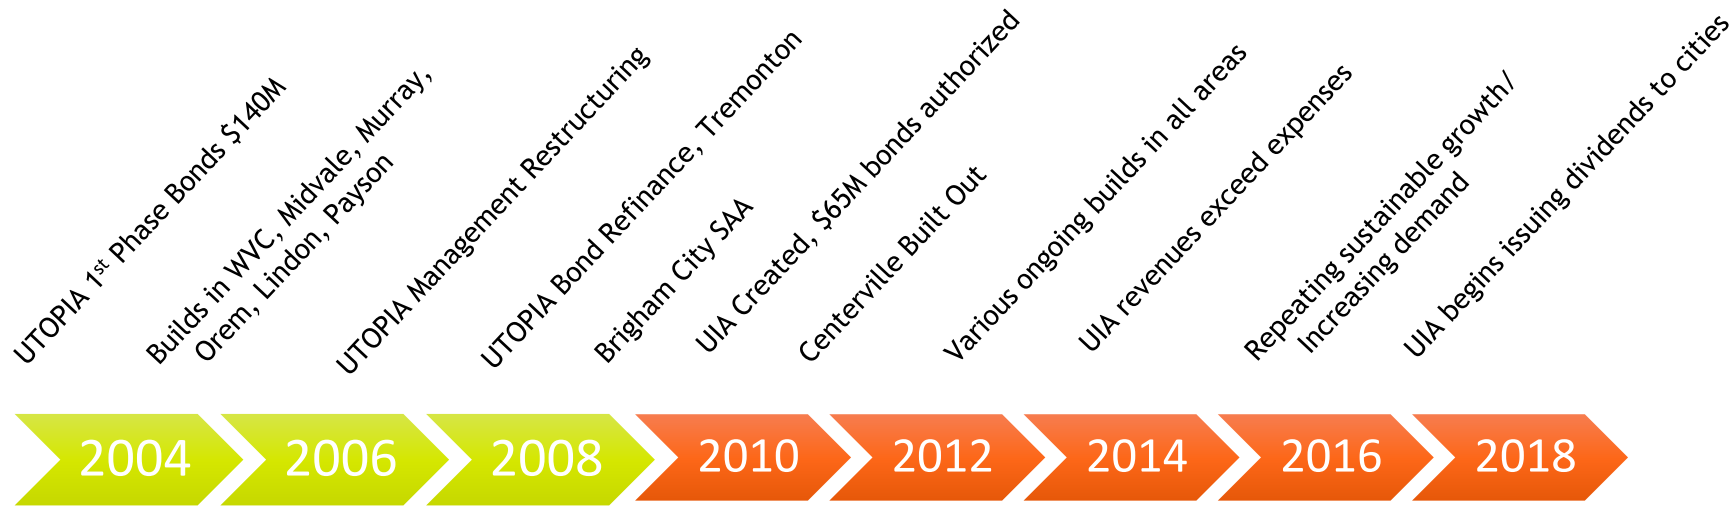 UTOPIA 1st Phase Bonds $140M
Builds in WVC, Midvale, Murray,
Orem, Lindon, Payson
UTOPIA Management Restructuring
UTOPIA Bond Refinance, Tremonton
Brigham City SAA
UIA Created, $65M bonds authorized
Centerville Built Out
Various ongoing builds in all areas
UIA revenues exceed expenses
Repeating sustainable growth/
Increasing demand
UIA begins issuing dividends to cities
2004
2006
2008
2010
2012
2014
2016
2018